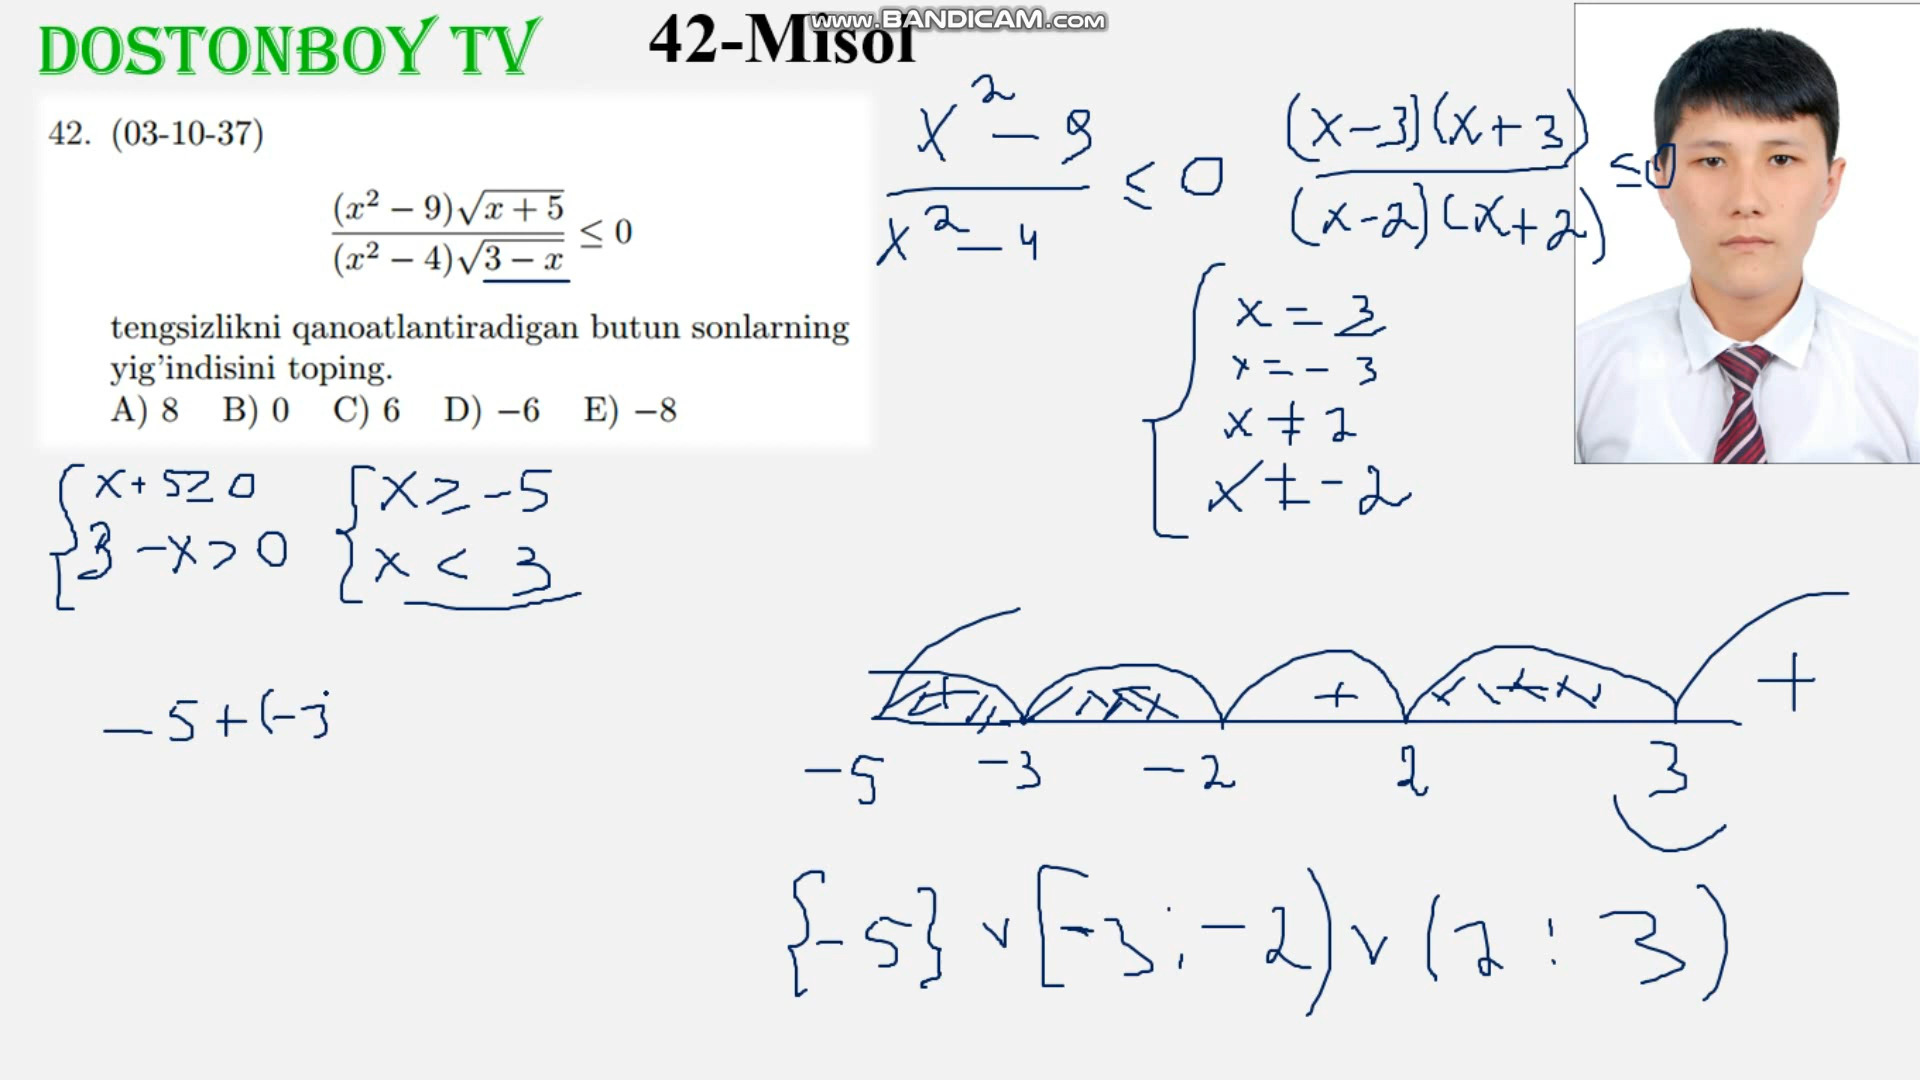 www.BANDICAM.com
DOSTONBOY TV
42-Misol
42. (03-10-37)
(x² − 9)√(x + 5) / (x² − 4)√(3 − x) ≤ 0
tengsizlikni qanoatlantiradigan butun sonlarning
yig’indisini toping.
A) 8 B) 0 C) 6 D) −6 E) −8
x² − 9 / x² − 4 ≤ 0
(x−3)(x+3) / (x−2)(x+2) ≤ 0
x = 3
x = −3
x ≠ 2
x ≠ −2
x + 5 ≥ 0
3 − x > 0
x ≥ −5
x < 3
+ + +
−5 −3 −2 2 3
−5 + (−3
{−5} ∨ [−3; −2) ∨ (2 : 3)